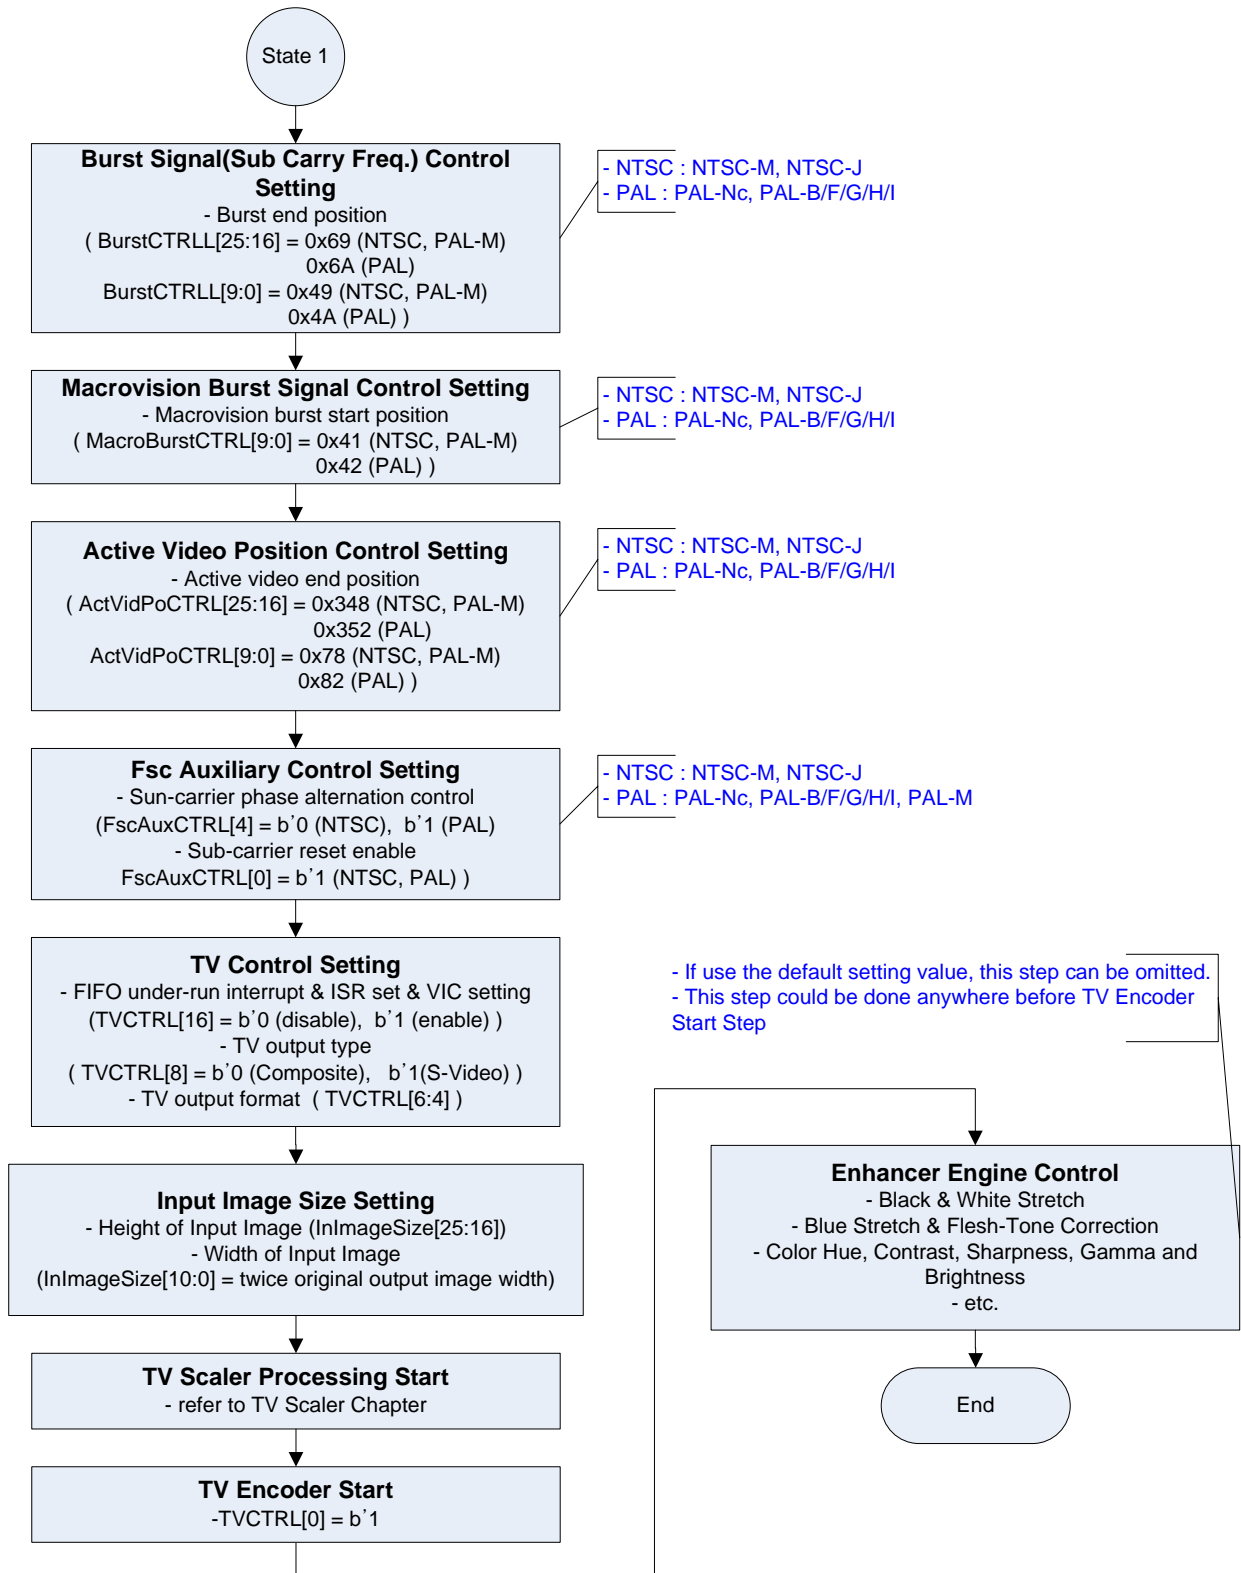 State 1
Burst Signal(Sub Carry Freq.) Control
Setting
- Burst end position
( BurstCTRLL[25:16] = 0x69 (NTSC, PAL-M)
0x6A (PAL)
BurstCTRLL[9:0] = 0x49 (NTSC, PAL-M)
0x4A (PAL) )
- NTSC : NTSC-M, NTSC-J
- PAL : PAL-Nc, PAL-B/F/G/H/I
Macrovision Burst Signal Control Setting
- Macrovision burst start position
( MacroBurstCTRL[9:0] = 0x41 (NTSC, PAL-M)
0x42 (PAL) )
- NTSC : NTSC-M, NTSC-J
- PAL : PAL-Nc, PAL-B/F/G/H/I
Active Video Position Control Setting
- Active video end position
( ActVidPoCTRL[25:16] = 0x348 (NTSC, PAL-M)
0x352 (PAL)
ActVidPoCTRL[9:0] = 0x78 (NTSC, PAL-M)
0x82 (PAL) )
- NTSC : NTSC-M, NTSC-J
- PAL : PAL-Nc, PAL-B/F/G/H/I
Fsc Auxiliary Control Setting
- Sun-carrier phase alternation control
(FscAuxCTRL[4] = b’0 (NTSC), b’1 (PAL)
- Sub-carrier reset enable
FscAuxCTRL[0] = b’1 (NTSC, PAL) )
- NTSC : NTSC-M, NTSC-J
- PAL : PAL-Nc, PAL-B/F/G/H/I, PAL-M
TV Control Setting
- FIFO under-run interrupt & ISR set & VIC setting
(TVCTRL[16] = b’0 (disable), b’1 (enable) )
- TV output type
( TVCTRL[8] = b’0 (Composite), b’1(S-Video) )
- TV output format ( TVCTRL[6:4] )
Input Image Size Setting
- Height of Input Image (InImageSize[25:16])
- Width of Input Image
(InImageSize[10:0] = twice original output image width)
TV Scaler Processing Start
- refer to TV Scaler Chapter
TV Encoder Start
-TVCTRL[0] = b’1
- If use the default setting value, this step can be omitted.
- This step could be done anywhere before TV Encoder
Start Step
Enhancer Engine Control
- Black & White Stretch
- Blue Stretch & Flesh-Tone Correction
- Color Hue, Contrast, Sharpness, Gamma and
Brightness
- etc.
End